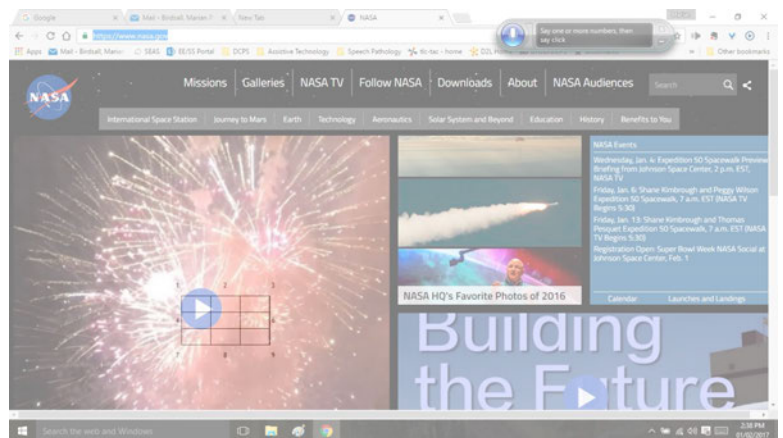 Google
Mail - Birdsall, Marian ?
New Tab
NASA
Say one or more numbers, then
say click
https://www.nasa.gov
Apps
SEAS
EE/SS Portal
DCPS
Assistive Technology
Speech Pathology
tic-tac - home
Other bookmarks
NASA
Missions
Galleries
NASA TV
Follow NASA
Downloads
About
NASA Audiences
Search
International Space Station
Journey to Mars
Earth
Technology
Aeronautics
Solar System and Beyond
Education
History
Benefits to You
NASA Events
Wednesday, Jan. 4: Expedition 50 Spacewalk Preview
Briefing from Johnson Space Center, 2 p.m. EST,
NASA TV
Friday, Jan. 6: Shane Kimbrough and Peggy Wilson
Expedition 50 Spacewalk, 7 a.m. EST (NASA TV
Begins 5:30)
Friday, Jan. 13: Shane Kimbrough and Thomas
Pesquet Expedition 50 Spacewalk, 7 a.m. EST (NASA
TV Begins 5:30)
Registration Open: Super Bowl Week NASA Social at
Johnson Space Center, Feb. 1
Calendar
Launches and Landings
NASA HQ's Favorite Photos of 2016
1 2 3
4 6
7 8 9
Building
the Future
Search the web and Windows
2:38 PM
01/02/2017